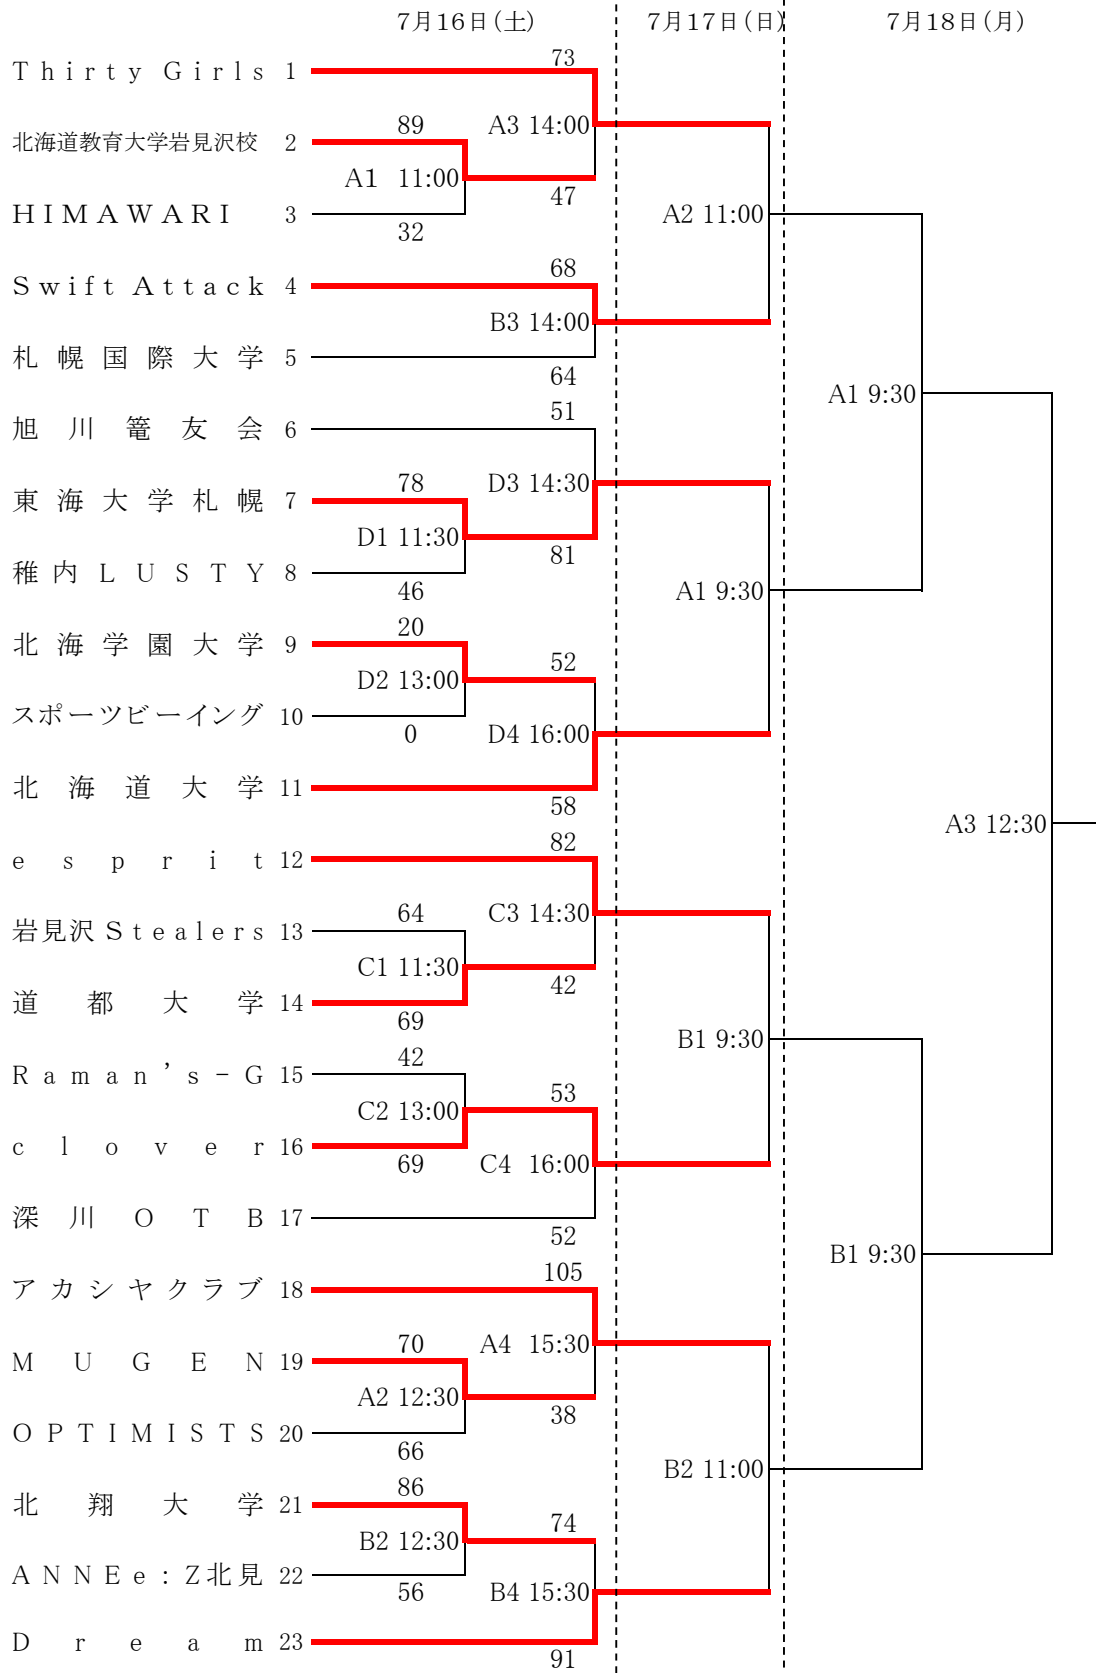 7月16日(土) 7月17日(日) 7月18日(月)
73
Thirty Girls 1
89 A3 14:00
北海道教育大学岩見沢校 2
A1 11:00
47
HIMAWARI 3 A2 11:00
32
68
Swift Attack 4
B3 14:00
札幌国際大学 5
64
A1 9:30
51
旭川篭友会 6
78 D3 14:30
東海大学札幌 7
D1 11:30
81
稚内LUSTY 8
46 A1 9:30
20
北海学園大学 9
52
D2 13:00
スポーツビーイング 10
0 D4 16:00
北海道大学 11
58
A3 12:30
82
esprit 12
64 C3 14:30
岩見沢Stealers 13
C1 11:30
42
道都大学 14
69
B1 9:30
42
Raman's-G 15
53
C2 13:00
clover 16
69 C4 16:00
深川OTB 17
52
B1 9:30
105
アカシヤクラブ 18
70 A4 15:30
MUGEN 19
A2 12:30
38
OPTIMISTS 20
66
B2 11:00
86
北翔大学 21
74
B2 12:30
ANNEe:Z北見 22
56 B4 15:30
Dream 23
91